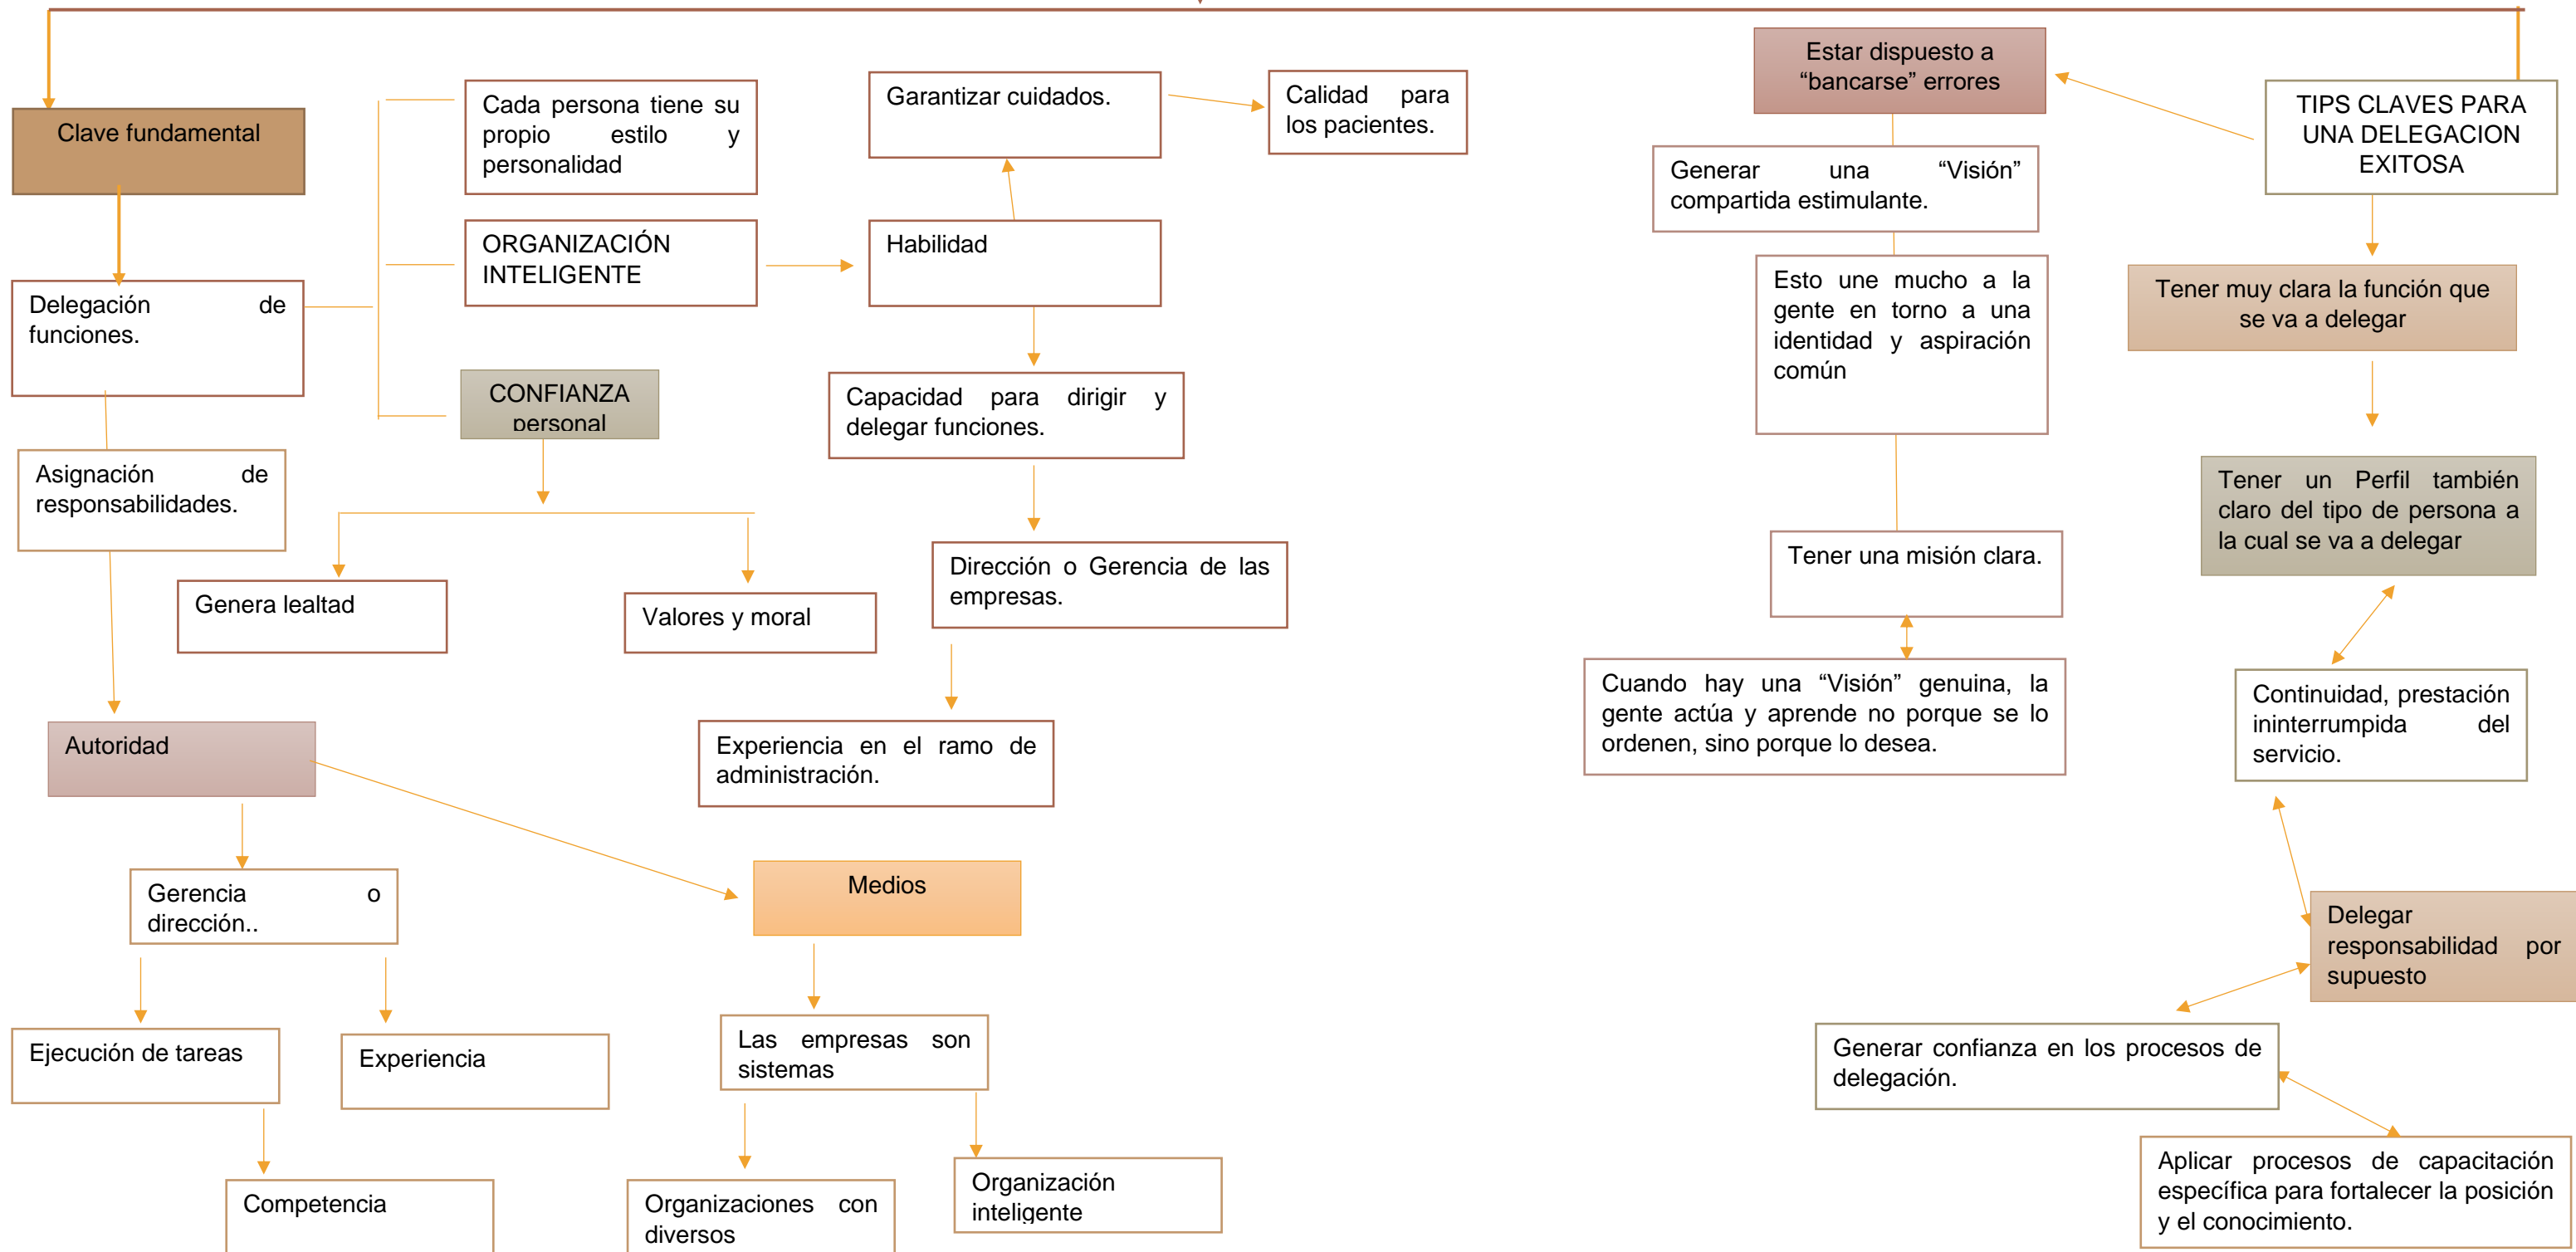 Clave fundamental
Delegación de
funciones.
Asignación de
responsabilidades.
Autoridad
Gerencia o
dirección..
Ejecución de tareas
Experiencia
Competencia
Cada persona tiene su
propio estilo y
personalidad
ORGANIZACIÓN
INTELIGENTE
CONFIANZA
personal
Genera lealtad
Valores y moral
Garantizar cuidados.
Calidad para
los pacientes.
Habilidad
Capacidad para dirigir y
delegar funciones.
Dirección o Gerencia de las
empresas.
Experiencia en el ramo de
administración.
Medios
Las empresas son
sistemas
Organizaciones con
diversos
Organización
inteligente
Estar dispuesto a
“bancarse” errores
Generar una “Visión”
compartida estimulante.
Esto une mucho a la
gente en torno a una
identidad y aspiración
común
Tener una misión clara.
Cuando hay una “Visión” genuina, la
gente actúa y aprende no porque se lo
ordenen, sino porque lo desea.
TIPS CLAVES PARA
UNA DELEGACION
EXITOSA
Tener muy clara la función que
se va a delegar
Tener un Perfil también
claro del tipo de persona a
la cual se va a delegar
Continuidad, prestación
ininterrumpida del
servicio.
Delegar
responsabilidad por
supuesto
Generar confianza en los procesos de
delegación.
Aplicar procesos de capacitación
específica para fortalecer la posición
y el conocimiento.